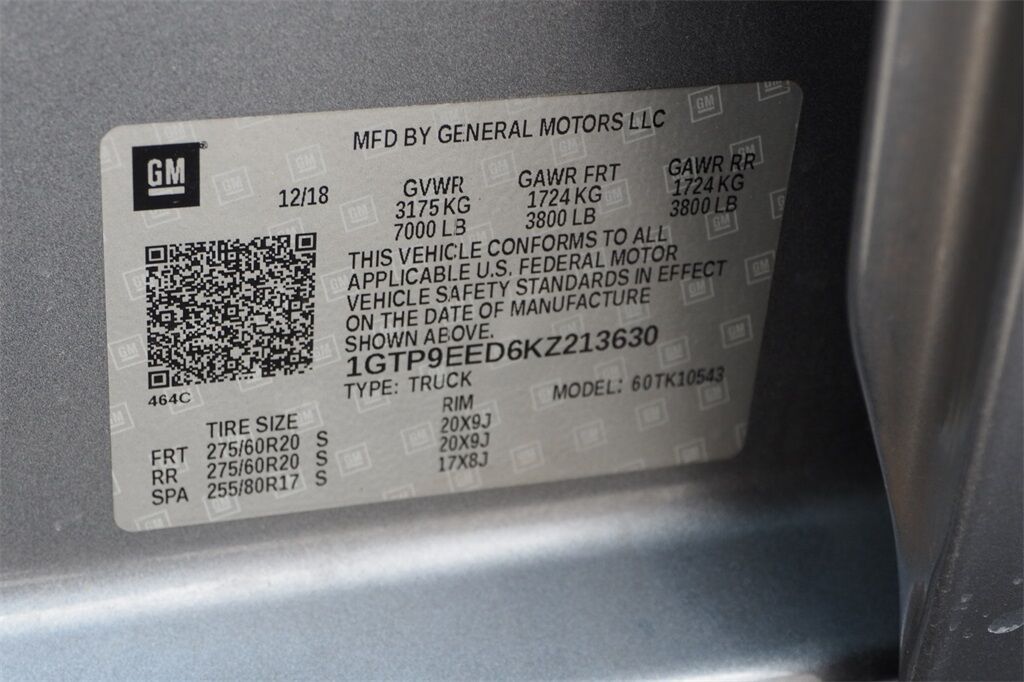 MFD BY GENERAL MOTORS LLC
GM
12/18
GVWR
3175 KG
7000 LB
GAWR FRT
1724 KG
3800 LB
GAWR RR
1724 KG
3800 LB
THIS VEHICLE CONFORMS TO ALL
APPLICABLE U.S. FEDERAL MOTOR
VEHICLE SAFETY STANDARDS IN EFFECT
ON THE DATE OF MANUFACTURE
SHOWN ABOVE.
1GTP9EED6KZ213630
TYPE: TRUCK
MODEL: 60TK10543
464C
TIRE SIZE RIM
FRT 275/60R20 S 20X9J
RR 275/60R20 S 20X9J
SPA 255/80R17 S 17X8J